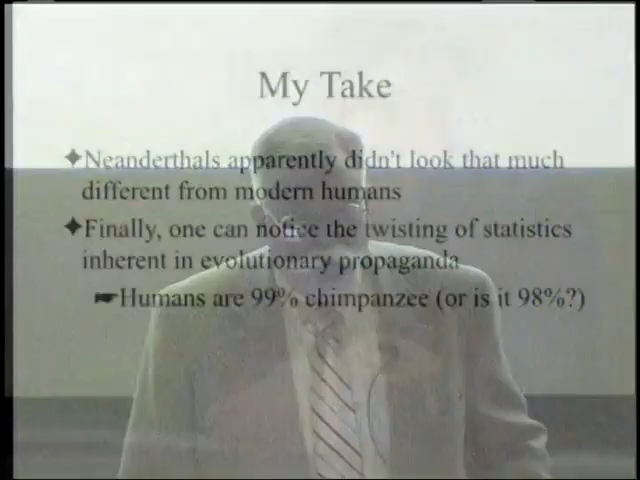 My Take
✦Neanderthals apparently didn't look that much
different from modern humans
✦Finally, one can notice the twisting of statistics
inherent in evolutionary propaganda
☛Humans are 99% chimpanzee (or is it 98%?)